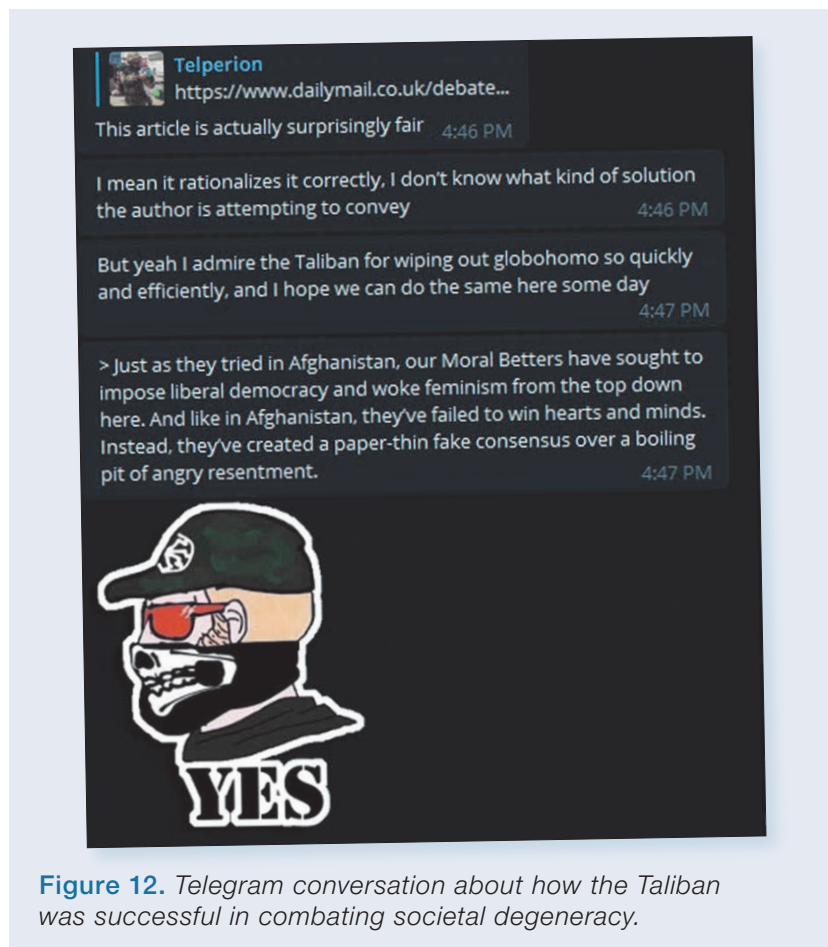 Telperion
https://www.dailymail.co.uk/debate...
This article is actually surprisingly fair 4:46 PM
I mean it rationalizes it correctly, I don't know what kind of solution
the author is attempting to convey 4:46 PM
But yeah I admire the Taliban for wiping out globohomo so quickly
and efficiently, and I hope we can do the same here some day
4:47 PM
> Just as they tried in Afghanistan, our Moral Betters have sought to
impose liberal democracy and woke feminism from the top down
here. And like in Afghanistan, they've failed to win hearts and minds.
Instead, they've created a paper-thin fake consensus over a boiling
pit of angry resentment. 4:47 PM
YES
Figure 12. Telegram conversation about how the Taliban
was successful in combating societal degeneracy.